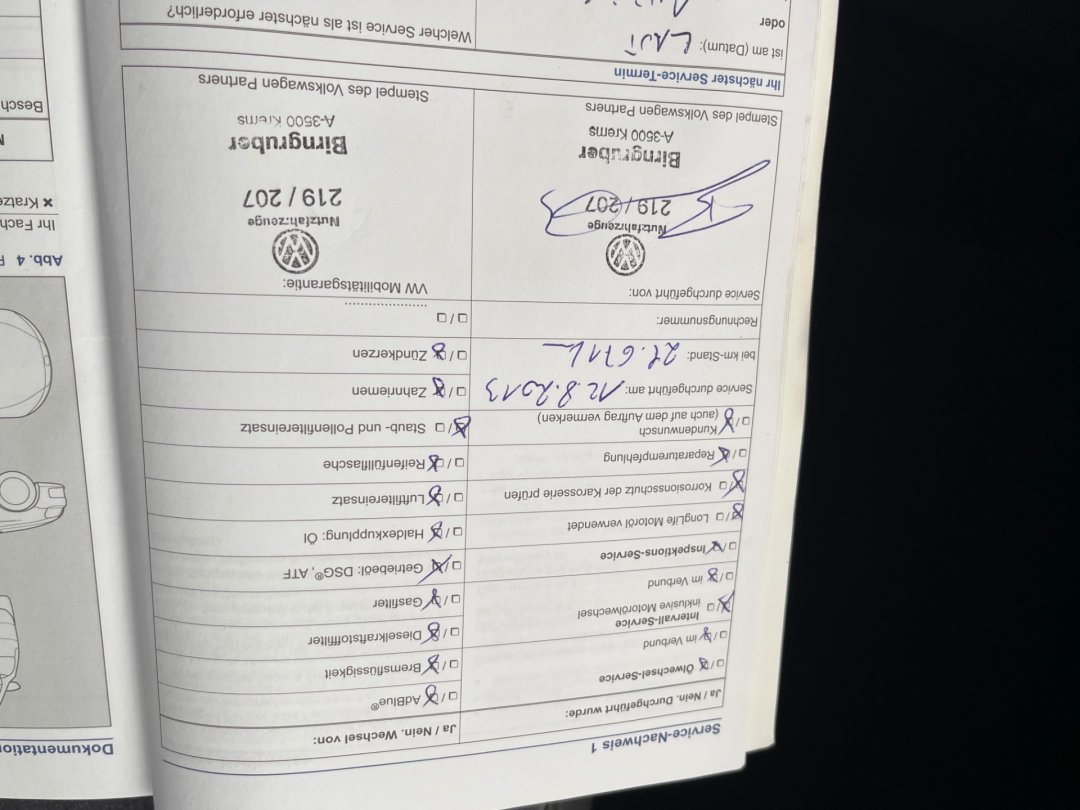 Service-Nachweis 1
Ja / Nein. Durchgeführt wurde:
Ölwechsel-Service
im Verbund
Intervall-Service
inklusive Motorölwechsel
im Verbund
Inspektions-Service
LongLife Motoröl verwendet
Korrosionsschutz der Karosserie prüfen
Reparaturempfehlung
Kundenwunsch
(auch auf dem Auftrag vermerken)
Service durchgeführt am: 12.8.2013
bei km-Stand:
Rechnungsnummer:
Service durchgeführt von:
Nutzfahrzeuge
219 / 207
Birngruber
A-3500 Krems
Stempel des Volkswagen Partners
Ja / Nein. Wechsel von:
AdBlue®
Bremsflüssigkeit
Dieselkraftstofffilter
Gasfilter
Getriebeöl: DSG®, ATF
Haldexkupplung: Öl
Luftfiltereinsatz
Reifenfüllflasche
Staub- und Pollenfiltereinsatz
Zahnriemen
Zündkerzen
VW Mobilitätsgarantie:
Nutzfahrzeuge
219 / 207
Birngruber
A-3500 Krems
Stempel des Volkswagen Partners
Ihr nächster Service-Termin
ist am (Datum): LAUT
oder
Welcher Service ist als nächster erforderlich?
Dokumentation
Abb. 4
Ihr Fach
× Kratze
Besch